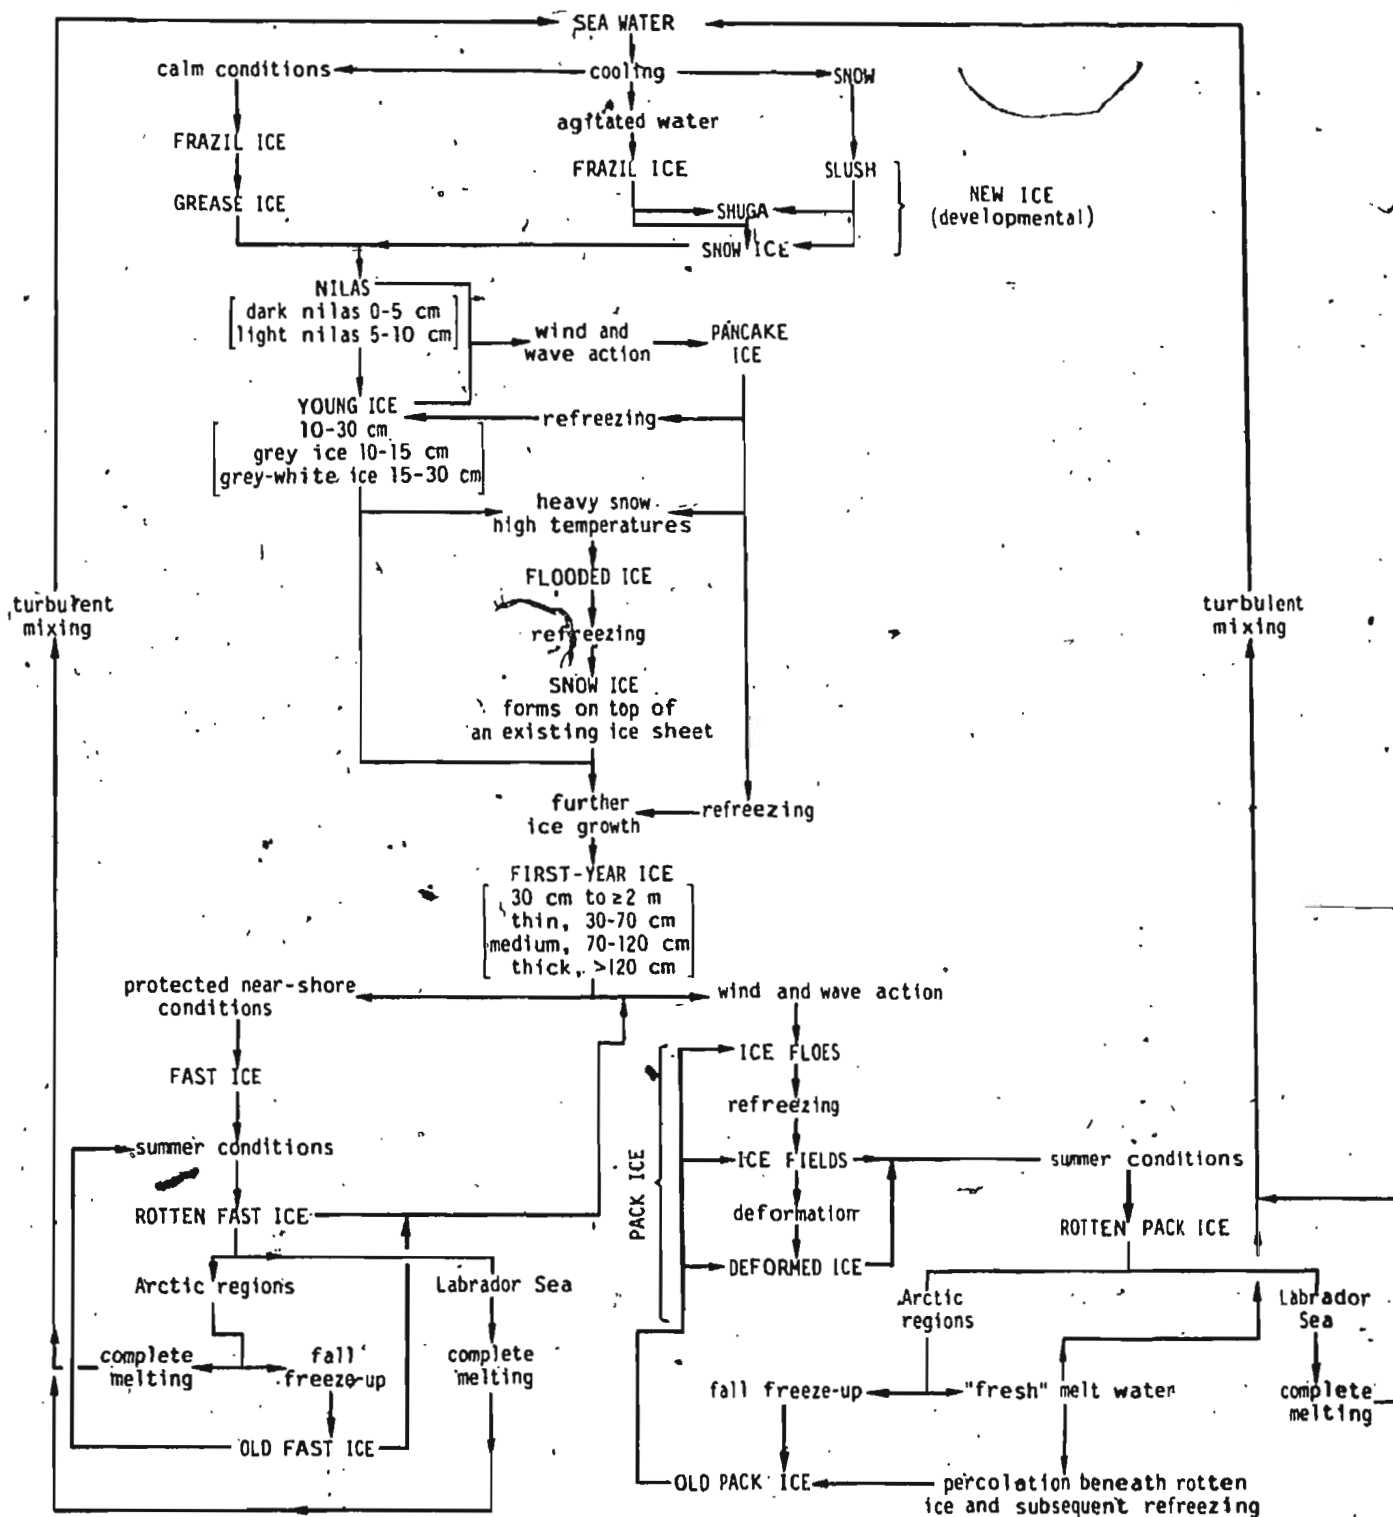 SEA WATER
calm conditions
cooling
SNOW
agitated water
FRAZIL ICE
FRAZIL ICE
SLUSH
GREASE ICE
SHUGA
NEW ICE
(developmental)
SNOW ICE
NILAS
dark nilas 0-5 cm
light nilas 5-10 cm
wind and
wave action
PANCAKE
ICE
YOUNG ICE
10-30 cm
grey ice 10-15 cm
grey-white ice 15-30 cm
refreezing
heavy snow
high temperatures
FLOODED ICE
refreezing
SNOW ICE
forms on top of
an existing ice sheet
turbulent
mixing
turbulent
mixing
further
ice growth
refreezing
FIRST-YEAR ICE
30 cm to ≥2 m
thin, 30-70 cm
medium, 70-120 cm
thick, >120 cm
protected near-shore
conditions
wind and wave action
FAST ICE
ICE FLOES
refreezing
summer conditions
PACK ICE
ICE FIELDS
summer conditions
ROTTEN FAST ICE
deformation
ROTTEN PACK ICE
DEFORMED ICE
Arctic regions
Labrador Sea
Arctic
regions
Labrador
Sea
complete
melting
fall
freeze-up
complete
melting
fall freeze-up
"fresh" melt water
complete
melting
OLD FAST ICE
OLD PACK ICE
percolation beneath rotten
ice and subsequent refreezing